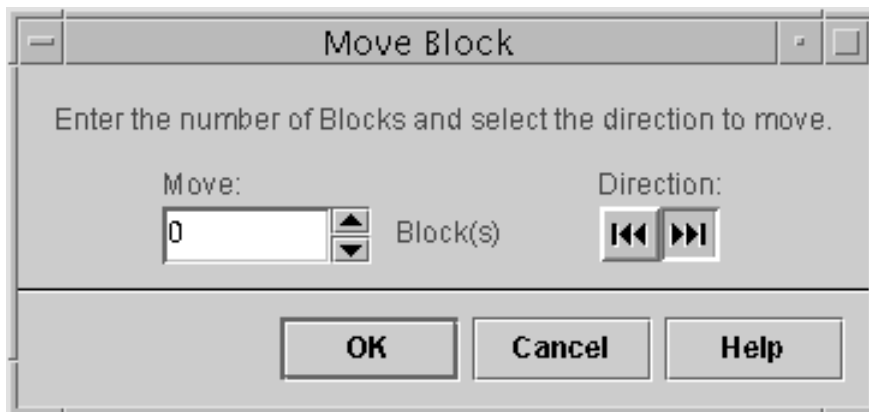 Move Block
Enter the number of Blocks and select the direction to move.
Move: Direction:
0 Block(s)
OK Cancel Help